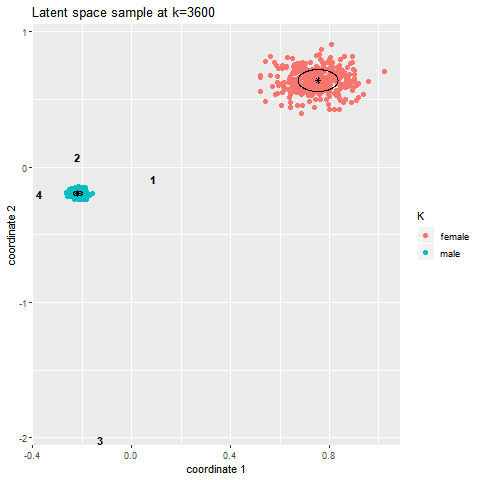 Latent space sample at k=3600
1
0
-1
-2
coordinate 2
2
1
4
3
-0.4
0.0
0.4
0.8
coordinate 1
K
female
male